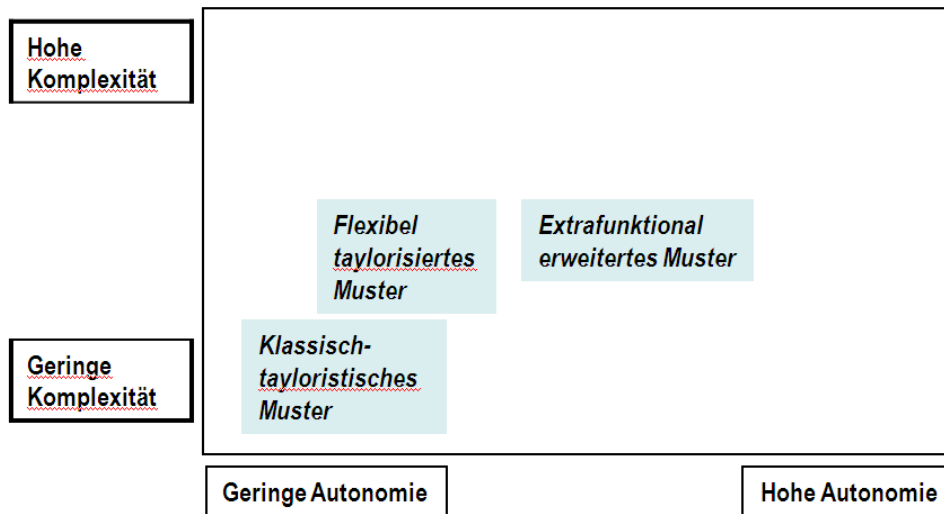 Hohe
Komplexität
Flexibel
taylorisiertes
Muster
Extrafunktional
erweitertes Muster
Klassisch-
tayloristisches
Muster
Geringe
Komplexität
Geringe Autonomie
Hohe Autonomie